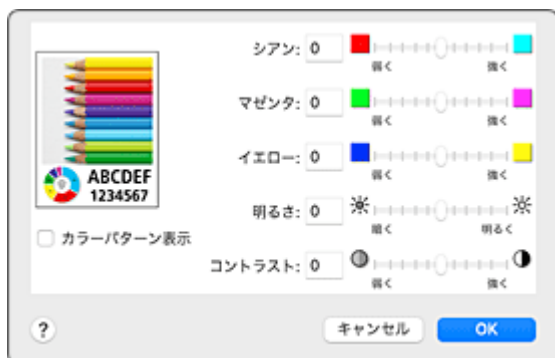 シアン: 0
弱く 強く
マゼンタ: 0
弱く 強く
イエロー: 0
弱く 強く
ABCDEF
1234567
明るさ: 0
暗く 明るく
カラーパターン表示
コントラスト: 0
弱く 強く
? キャンセル OK